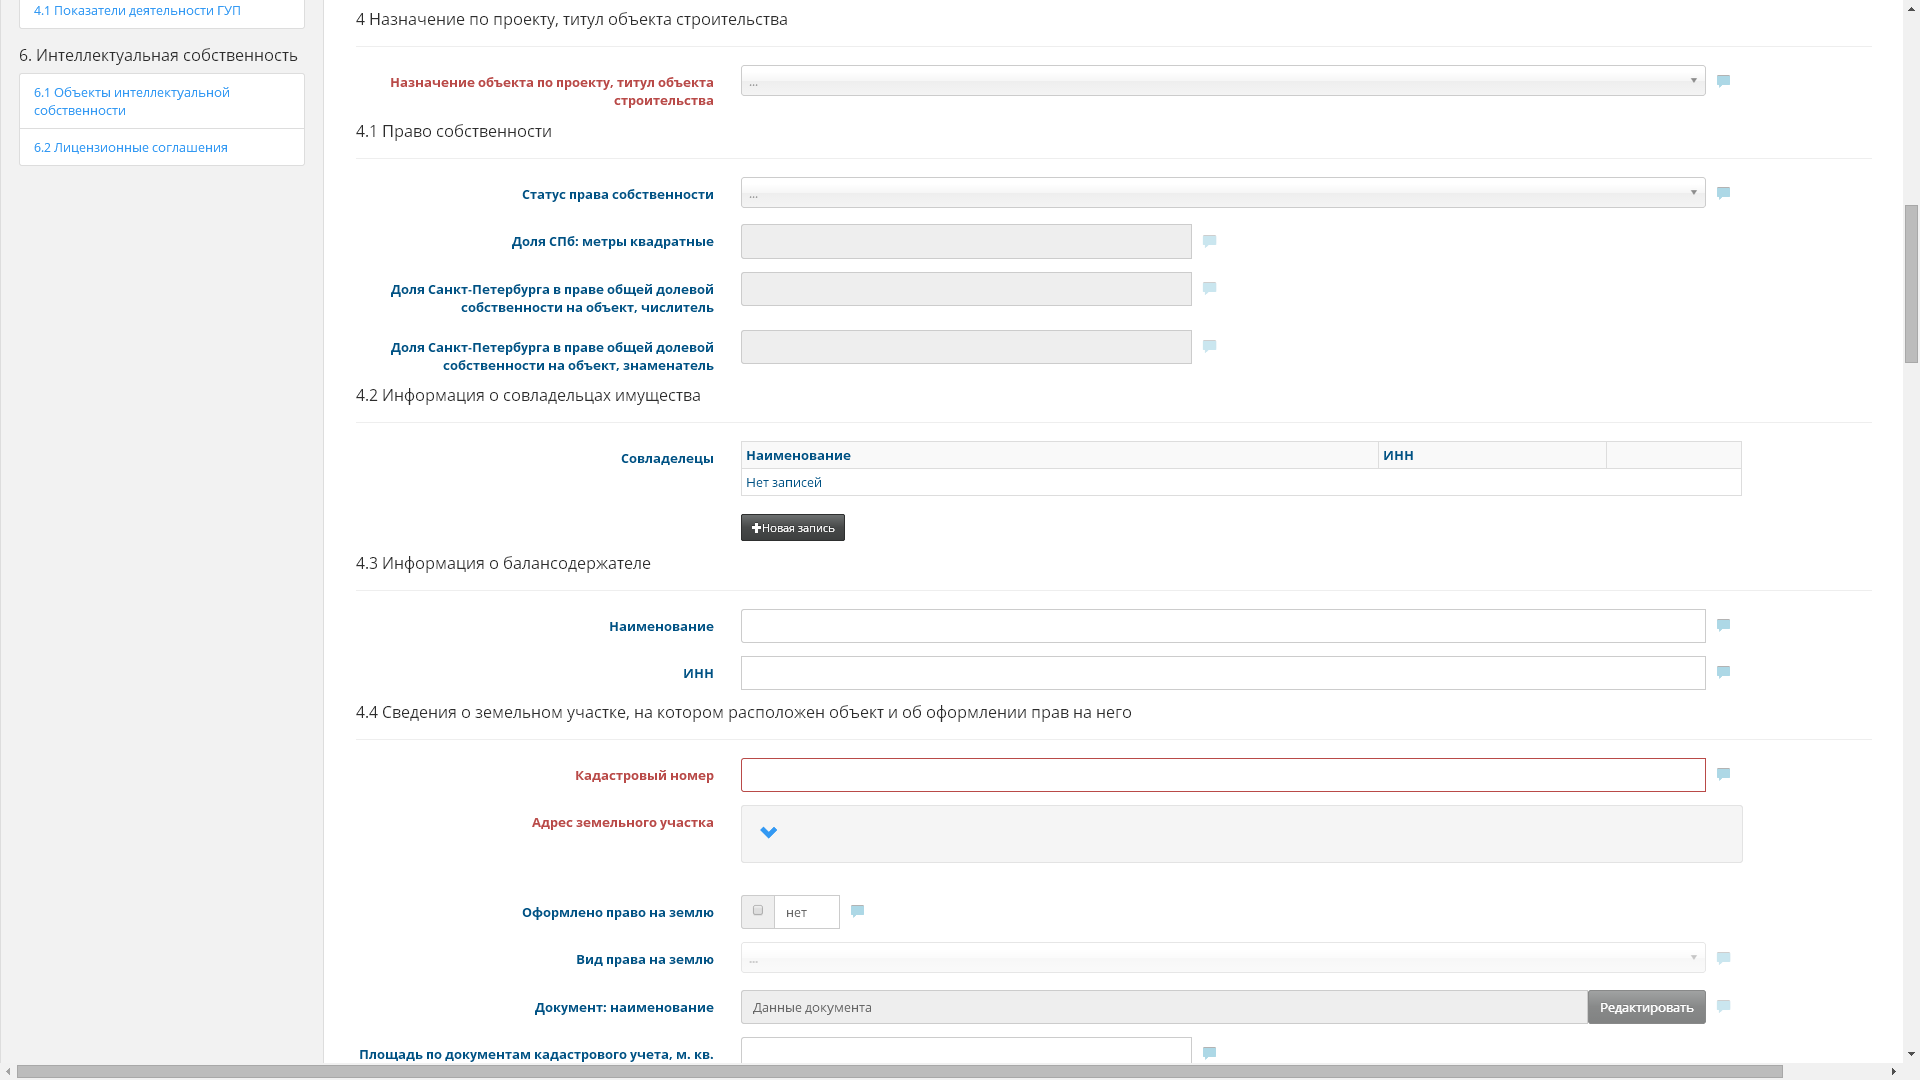 4.1 Показатели деятельности ГУП
6. Интеллектуальная собственность
6.1 Объекты интеллектуальной
собственности
6.2 Лицензионные соглашения
4 Назначение по проекту, титул объекта строительства
Назначение объекта по проекту, титул объекта
строительства
...
4.1 Право собственности
Статус права собственности
...
Доля СПб: метры квадратные
Доля Санкт-Петербурга в праве общей долевой
собственности на объект, числитель
Доля Санкт-Петербурга в праве общей долевой
собственности на объект, знаменатель
4.2 Информация о совладельцах имущества
Совладелецы
Наименование
ИНН
Нет записей
Новая запись
4.3 Информация о балансодержателе
Наименование
ИНН
4.4 Сведения о земельном участке, на котором расположен объект и об оформлении прав на него
Кадастровый номер
Адрес земельного участка
Оформлено право на землю
нет
Вид права на землю
...
Документ: наименование
Данные документа
Редактировать
Площадь по документам кадастрового учета, м. кв.